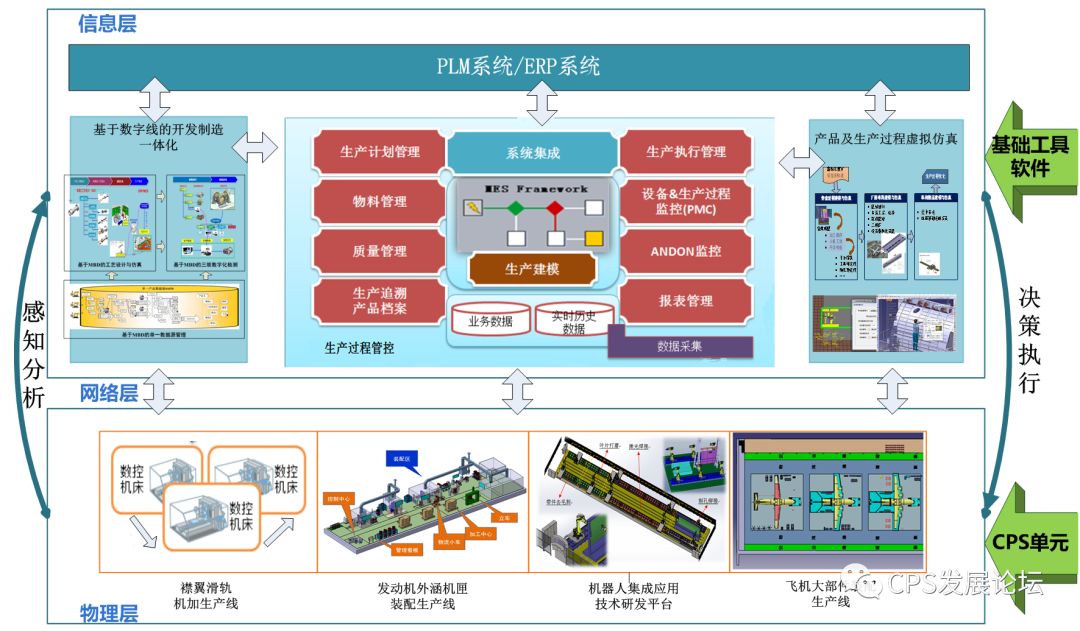 信息层
PLM系统/ERP系统
基于数字线的开发制造
一体化
基于MBD的工艺设计与仿真
基于MBD的三维数字化检测
单一产品数据源BOM
基于MBD的单一数据源管理
生产计划管理
物料管理
质量管理
生产追溯
产品档案
生产过程管控
系统集成
MES Framework
生产建模
业务数据
实时历史
数据
数据采集
生产执行管理
设备&生产过程
监控(PMC)
ANDON监控
报表管理
产品及生产过程虚拟仿真
基础工具
软件
感知分析
决策执行
网络层
数控
机床
数控
机床
数控
机床
襟翼滑轨
机加生产线
装配区
控制中心
管理看板
物流小车
加工中心
立车
发动机外涵机匣
装配生产线
机器人集成应用
技术研发平台
飞机大部件
生产线
CPS单元
CPS发展论坛
物理层